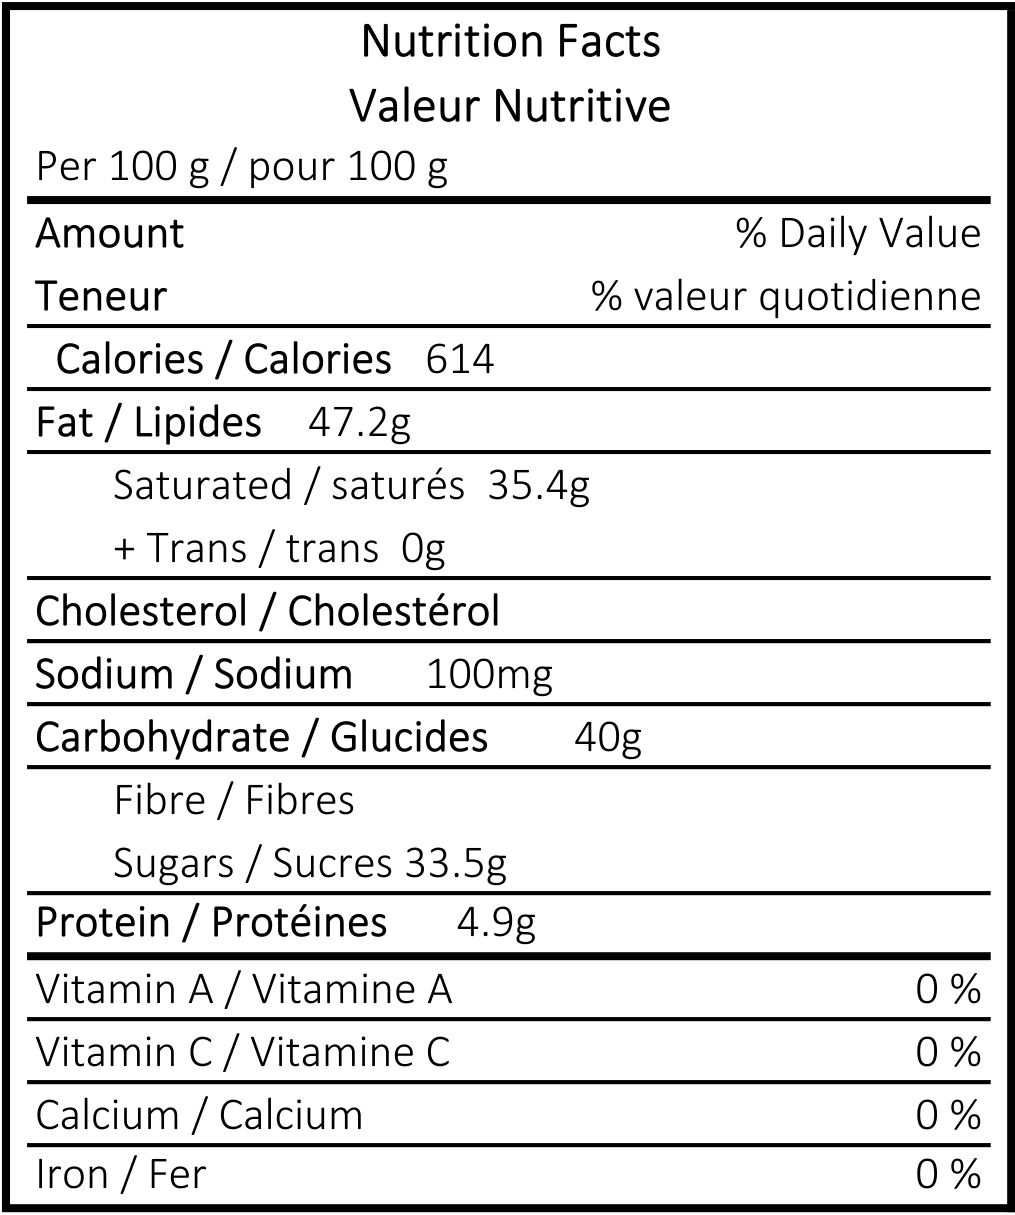 Nutrition Facts
Valeur Nutritive
Per 100 g / pour 100 g
Amount % Daily Value
Teneur % valeur quotidienne
Calories / Calories 614
Fat / Lipides 47.2g
Saturated / saturés 35.4g
+ Trans / trans 0g
Cholesterol / Cholestérol
Sodium / Sodium 100mg
Carbohydrate / Glucides 40g
Fibre / Fibres
Sugars / Sucres 33.5g
Protein / Protéines 4.9g
Vitamin A / Vitamine A 0 %
Vitamin C / Vitamine C 0 %
Calcium / Calcium 0 %
Iron / Fer 0 %